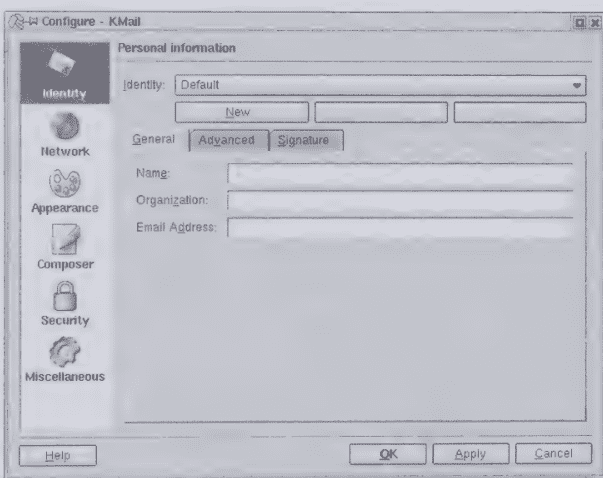 Configure - KMail
Identity
Network
Appearance
Composer
Security
Miscellaneous
Personal information
Identity: Default
New
General Advanced Signature
Name:
Organization:
Email Address:
Help OK Apply Cancel